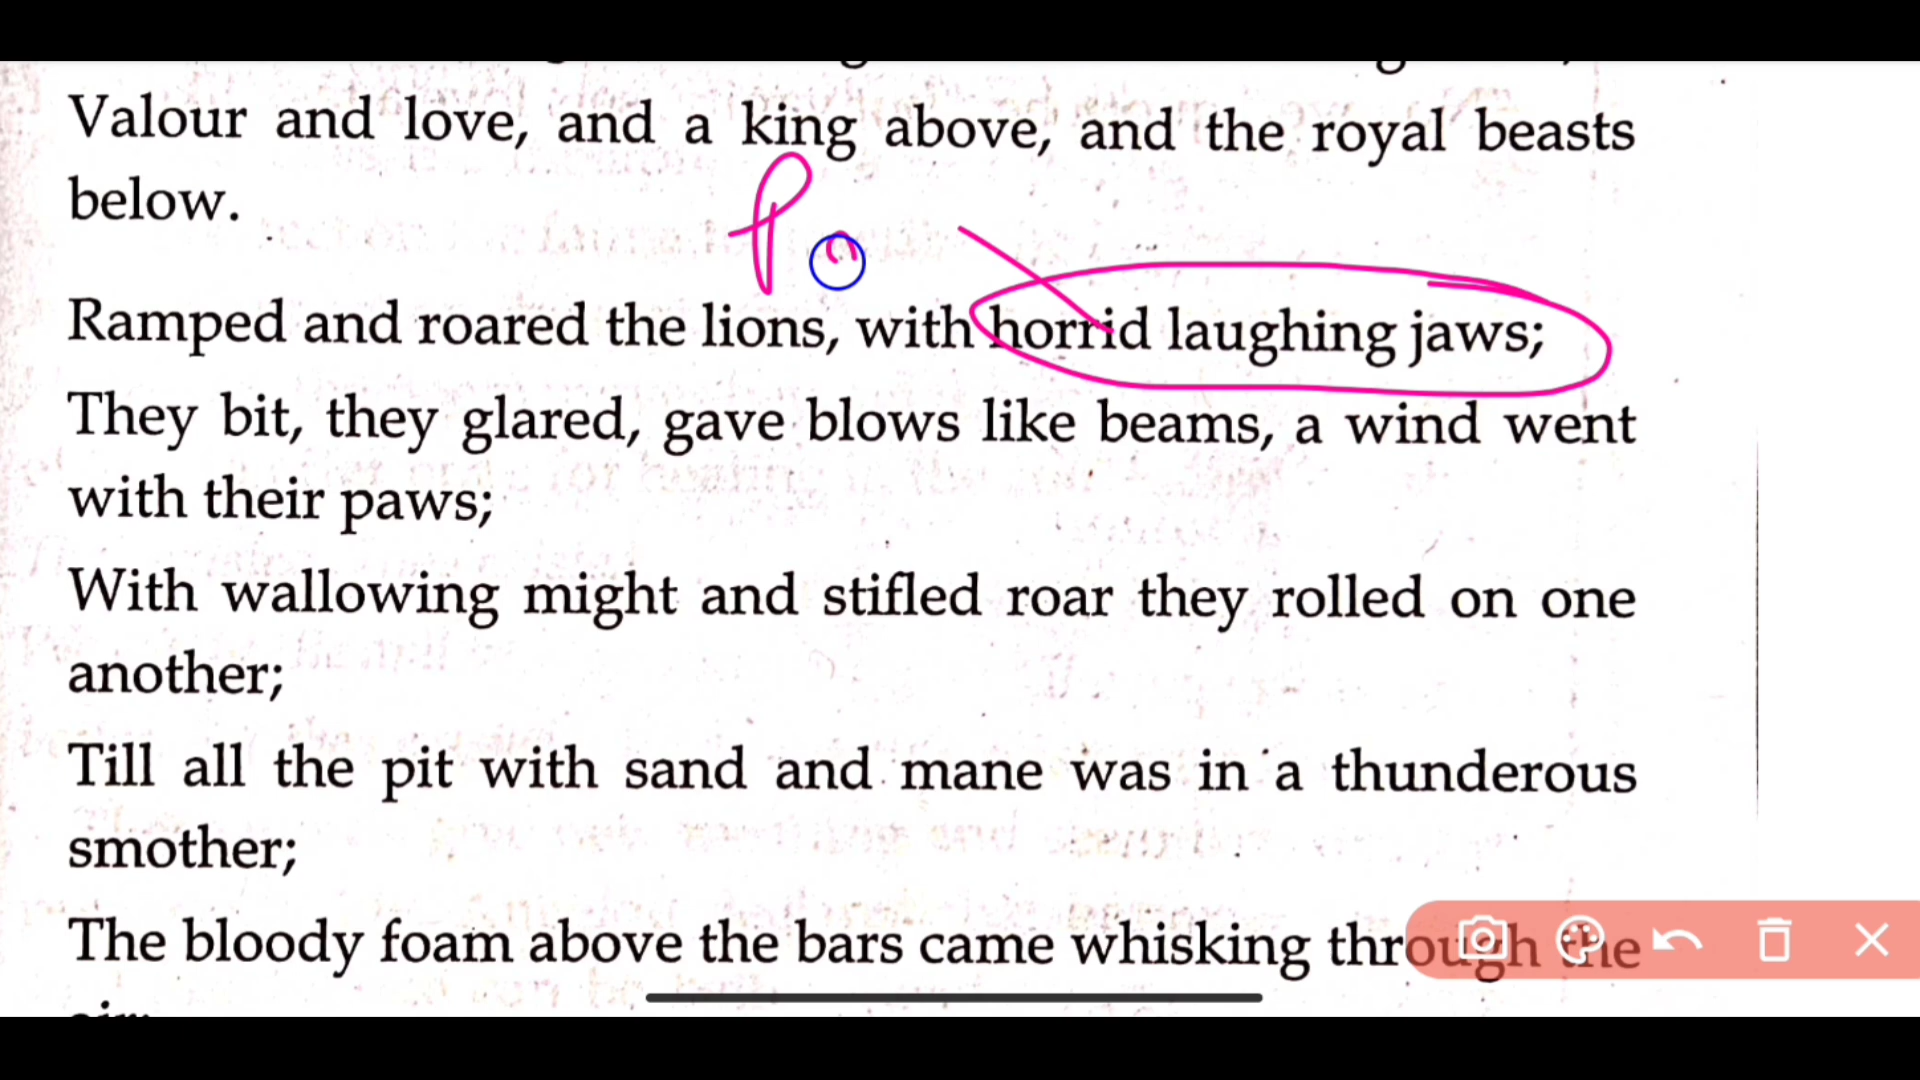 Valour and love, and a king above, and the royal beasts
below.
Ramped and roared the lions, with horrid laughing jaws;
They bit, they glared, gave blows like beams, a wind went
with their paws;
With wallowing might and stifled roar they rolled on one
another;
Till all the pit with sand and mane was in a thunderous
smother;
The bloody foam above the bars came whisking through the